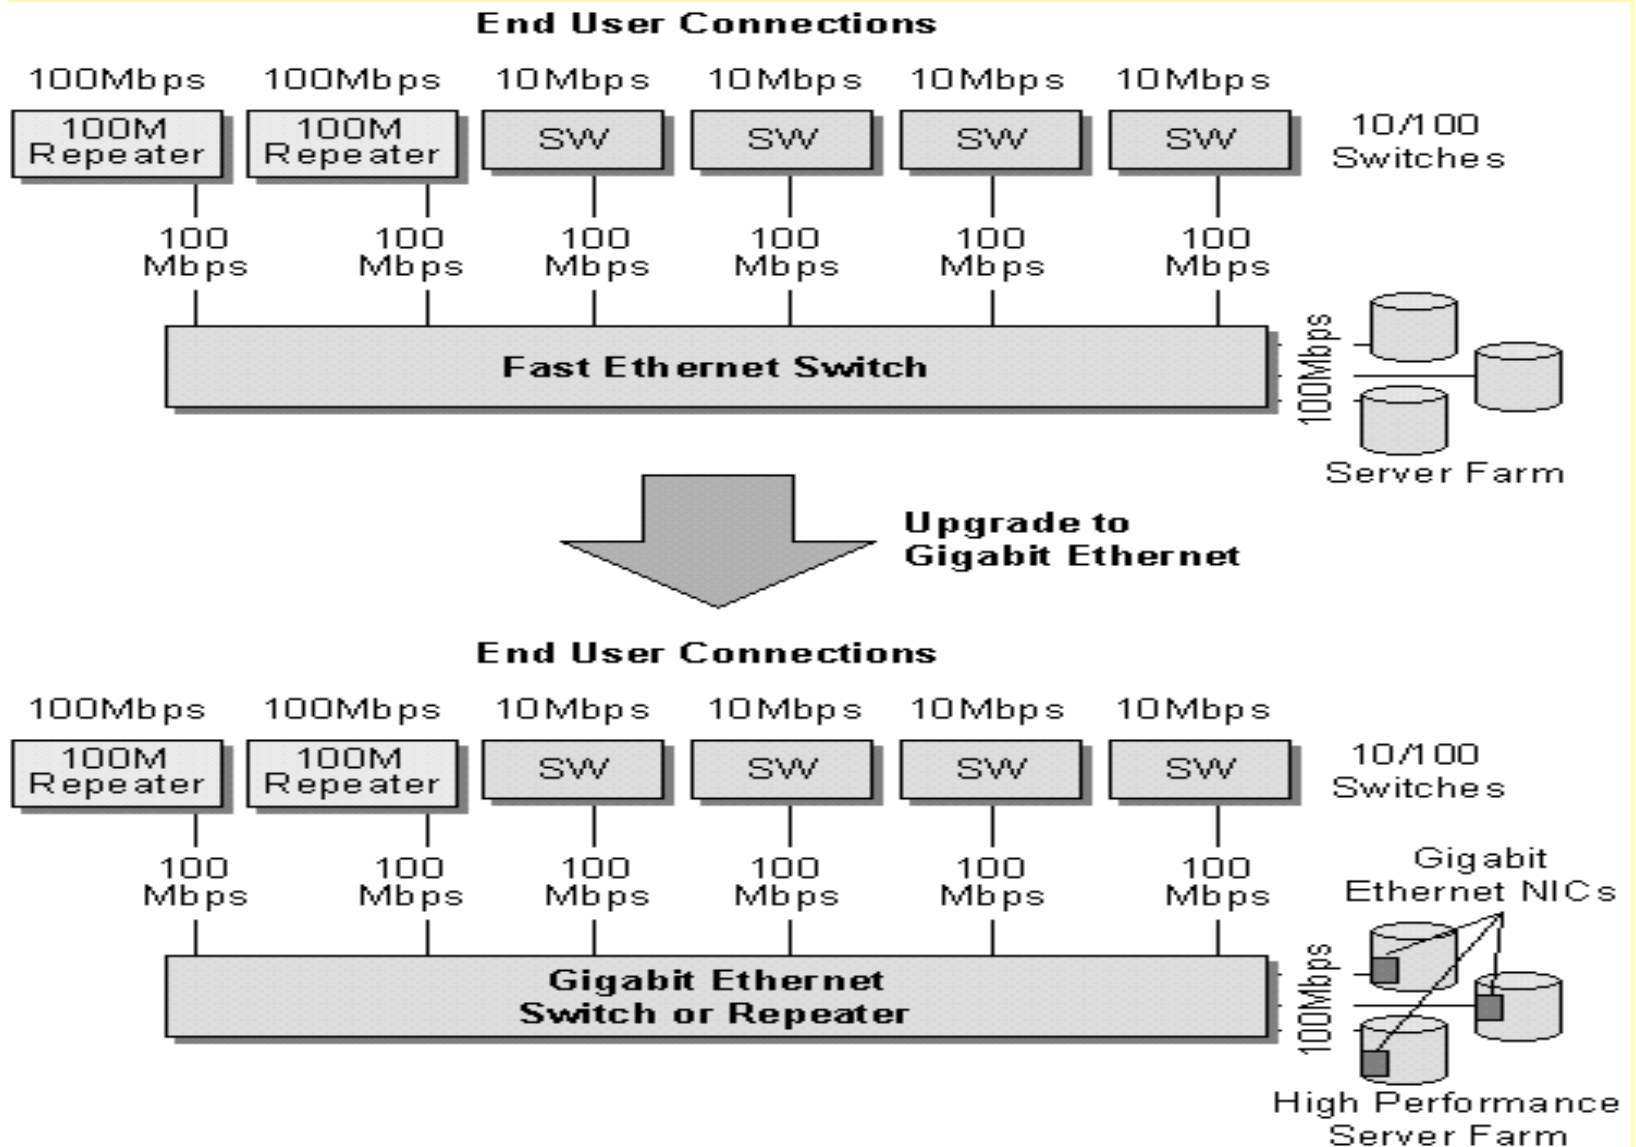 End User Connections
100Mbps 100Mbps 10Mbps 10Mbps 10Mbps 10Mbps
100M Repeater
100M Repeater
SW
SW
SW
SW
10/100
Switches
100 Mbps
100 Mbps
100 Mbps
100 Mbps
100 Mbps
100 Mbps
Fast Ethernet Switch
100Mbps
Server Farm
Upgrade to
Gigabit Ethernet
End User Connections
100Mbps 100Mbps 10Mbps 10Mbps 10Mbps 10Mbps
100M Repeater
100M Repeater
SW
SW
SW
SW
10/100
Switches
100 Mbps
100 Mbps
100 Mbps
100 Mbps
100 Mbps
100 Mbps
Gigabit
Ethernet NICs
Gigabit Ethernet
Switch or Repeater
100Mbps
High Performance
Server Farm